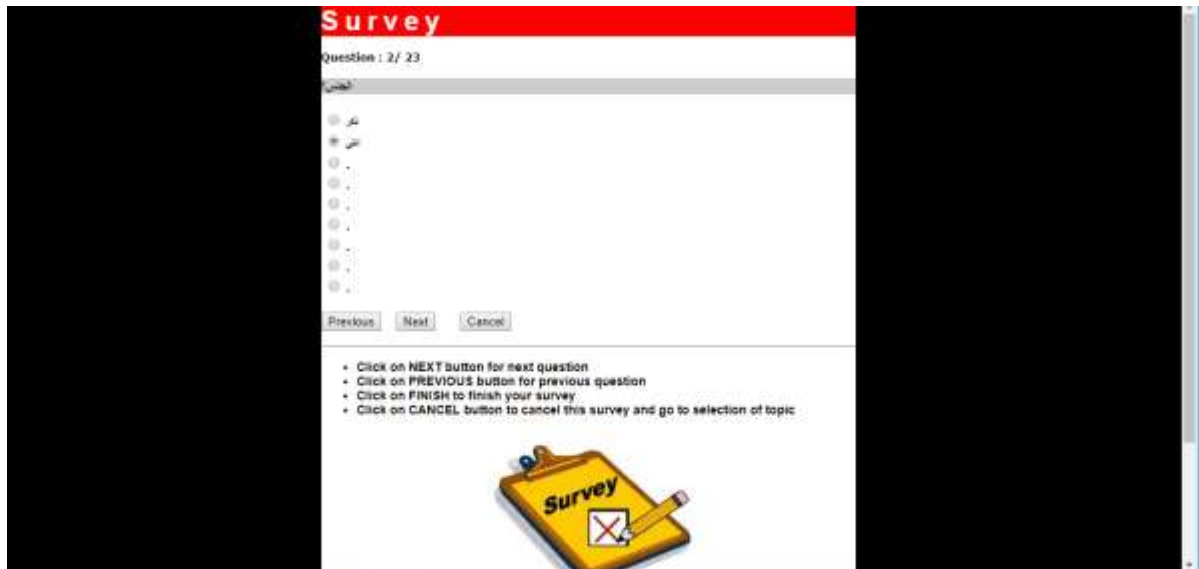 Survey
Question : 2/ 23
الجنس؟
ذكر
انثى
.
.
.
.
.
.
.
Previous Next Cancel
• Click on NEXT button for next question
• Click on PREVIOUS button for previous question
• Click on FINISH to finish your survey
• Click on CANCEL button to cancel this survey and go to selection of topic
Survey